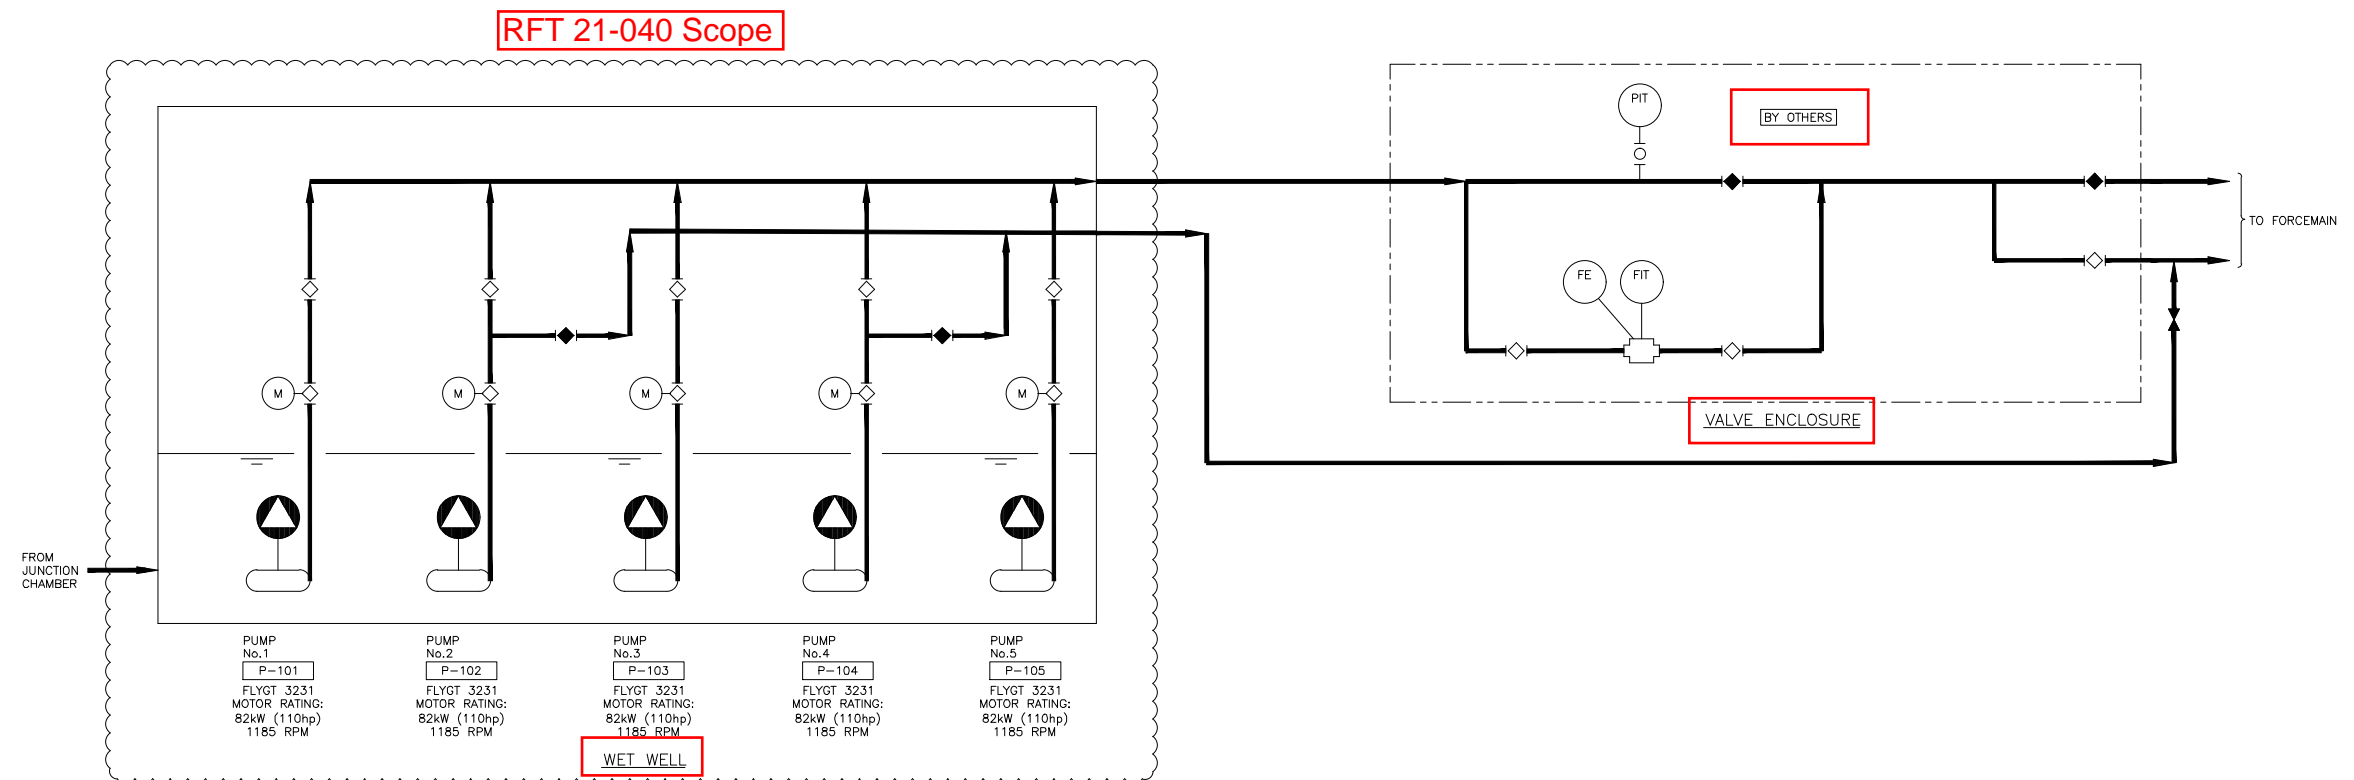 RFT 21-040 Scope
PIT
BY OTHERS
TO FORCEMAIN
FE
FIT
M
M
M
M
M
VALVE ENCLOSURE
FROM
JUNCTION
CHAMBER
PUMP
No.1
P-101
FLYGT 3231
MOTOR RATING:
82kW (110hp)
1185 RPM
PUMP
No.2
P-102
FLYGT 3231
MOTOR RATING:
82kW (110hp)
1185 RPM
PUMP
No.3
P-103
FLYGT 3231
MOTOR RATING:
82kW (110hp)
1185 RPM
PUMP
No.4
P-104
FLYGT 3231
MOTOR RATING:
82kW (110hp)
1185 RPM
PUMP
No.5
P-105
FLYGT 3231
MOTOR RATING:
82kW (110hp)
1185 RPM
WET WELL